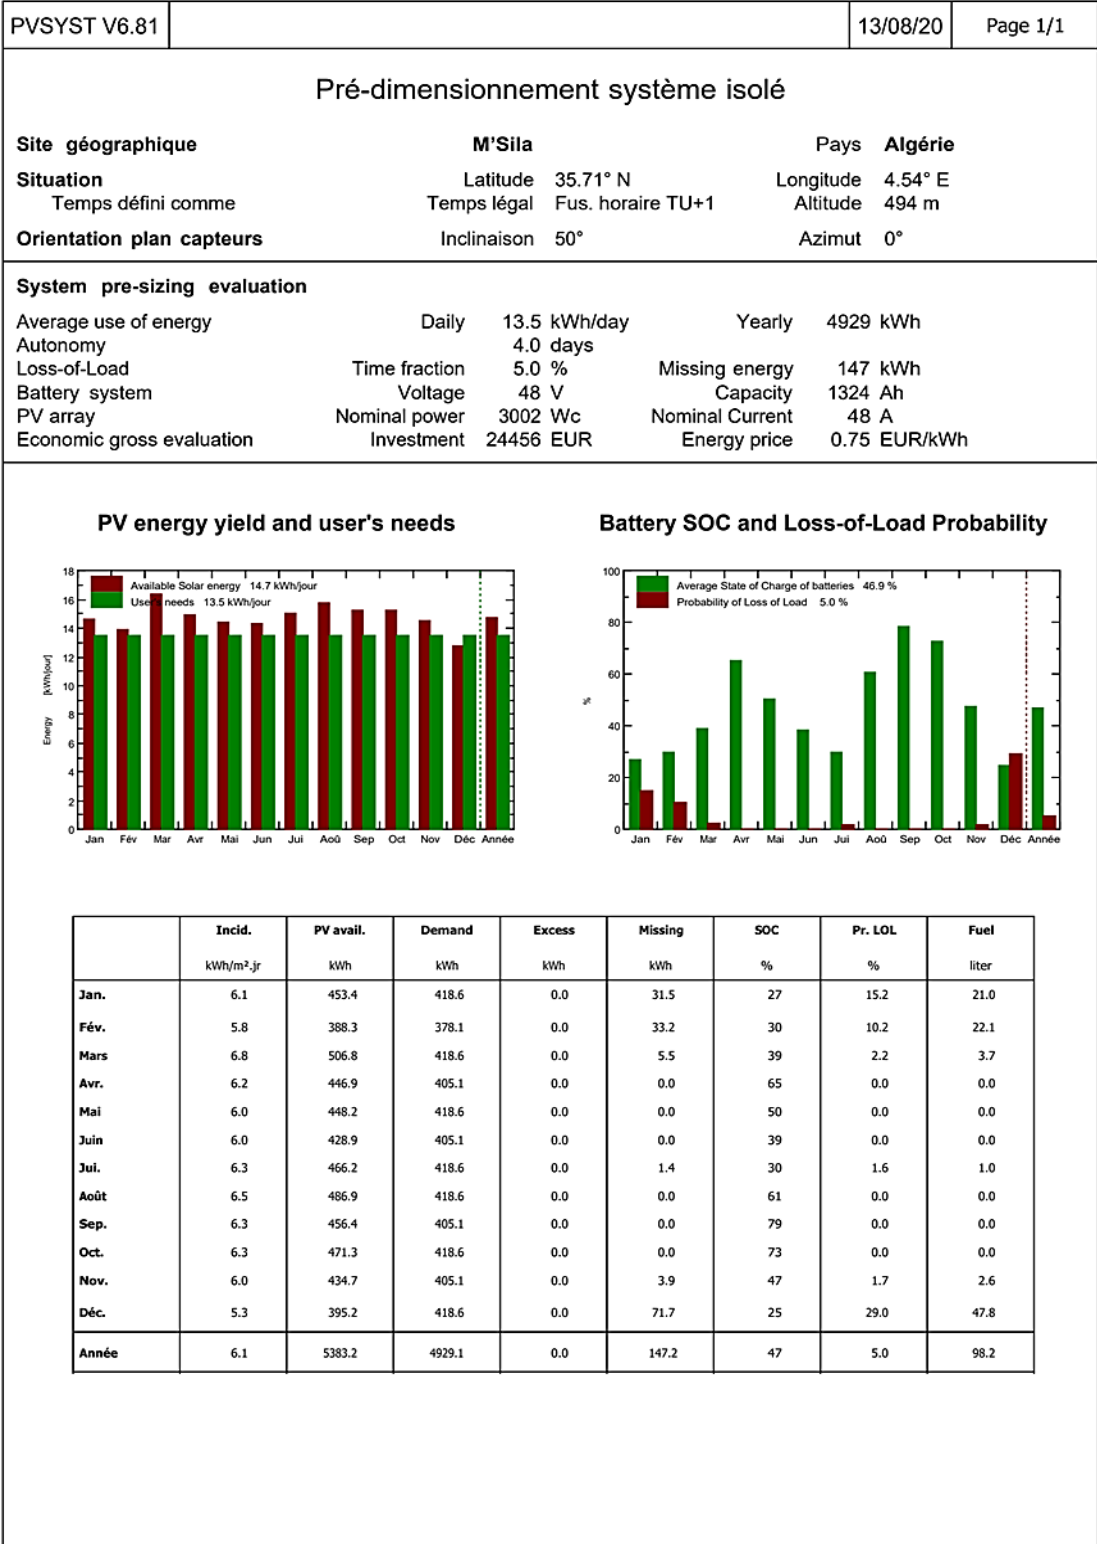 PVSYST V6.81 13/08/20 Page 1/1
Pré-dimensionnement système isolé
Site géographique M'Sila Pays Algérie
Situation Latitude 35.71° N Longitude 4.54° E
Temps défini comme Temps légal Fus. horaire TU+1 Altitude 494 m
Orientation plan capteurs Inclinaison 50° Azimut 0°
System pre-sizing evaluation
Average use of energy Daily 13.5 kWh/day Yearly 4929 kWh
Autonomy 4.0 days
Loss-of-Load Time fraction 5.0 % Missing energy 147 kWh
Battery system Voltage 48 V Capacity 1324 Ah
PV array Nominal power 3002 Wc Nominal Current 48 A
Economic gross evaluation Investment 24456 EUR Energy price 0.75 EUR/kWh
PV energy yield and user's needs
18
16
14
12
10
8
6
4
2
0
Energy [kWh/jour]
Available Solar energy 14.7 kWh/jour
User's needs 13.5 kWh/jour
Jan Fév Mar Avr Mai Jun Jui Aoû Sep Oct Nov Déc Année
Battery SOC and Loss-of-Load Probability
100
80
60
40
20
0
%
Average State of Charge of batteries 46.9 %
Probability of Loss of Load 5.0 %
Jan Fév Mar Avr Mai Jun Jui Aoû Sep Oct Nov Déc Année
Incid. PV avail. Demand Excess Missing SOC Pr. LOL Fuel
kWh/m².jr kWh kWh kWh kWh % % liter
Jan. 6.1 453.4 418.6 0.0 31.5 27 15.2 21.0
Fév. 5.8 388.3 378.1 0.0 33.2 30 10.2 22.1
Mars 6.8 506.8 418.6 0.0 5.5 39 2.2 3.7
Avr. 6.2 446.9 405.1 0.0 0.0 65 0.0 0.0
Mai 6.0 448.2 418.6 0.0 0.0 50 0.0 0.0
Juin 6.0 428.9 405.1 0.0 0.0 39 0.0 0.0
Jui. 6.3 466.2 418.6 0.0 1.4 30 1.6 1.0
Août 6.5 486.9 418.6 0.0 0.0 61 0.0 0.0
Sep. 6.3 456.4 405.1 0.0 0.0 79 0.0 0.0
Oct. 6.3 471.3 418.6 0.0 0.0 73 0.0 0.0
Nov. 6.0 434.7 405.1 0.0 3.9 47 1.7 2.6
Déc. 5.3 395.2 418.6 0.0 71.7 25 29.0 47.8
Année 6.1 5383.2 4929.1 0.0 147.2 47 5.0 98.2